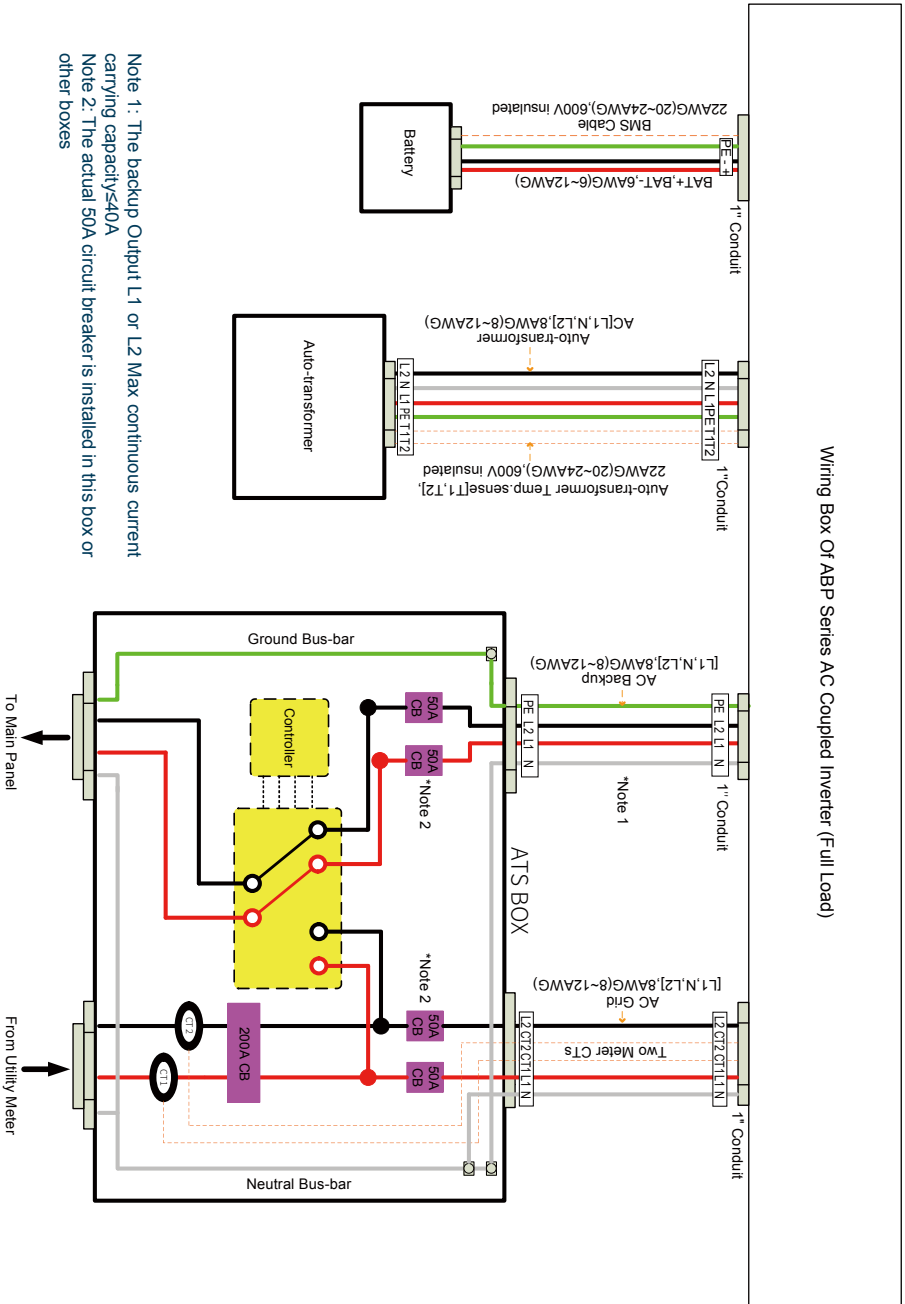 Wiring Box Of ABP Series AC Coupled Inverter (Full Load)
1" Conduit
PE - +
BMS Cable
22AWG(20~24AWG),600V insulated
BAT+,BAT-,6AWG(6~12AWG)
Battery
1"Conduit
L2 N L1PET1T2
Auto-transformer
AC[L1,N,L2],8AWG(8~12AWG)
Auto-transformer Temp.sense[T1,T2],
22AWG(20~24AWG),600V insulated
L2 N L1 PE T1T2
Auto-transformer
1" Conduit
PE L2 L1 N
AC Backup
[L1,N,L2],8AWG(8~12AWG)
*Note 1
PE L2 L1 N
1" Conduit
L2 CT2 CT1 L1 N
AC Grid
[L1,N,L2],8AWG(8~12AWG)
Two Meter CTs
L2 CT2 CT1 L1 N
ATS BOX
Ground Bus-bar
50A
CB
50A
CB
*Note 2
*Note 2
50A
CB
50A
CB
Controller
200A CB
CT2
CT1
Neutral Bus-bar
To Main Panel
From Utility Meter
Note 1: The backup Output L1 or L2 Max continuous current
carrying capacity≤40A
Note 2: The actual 50A circuit breaker is installed in this box or
other boxes